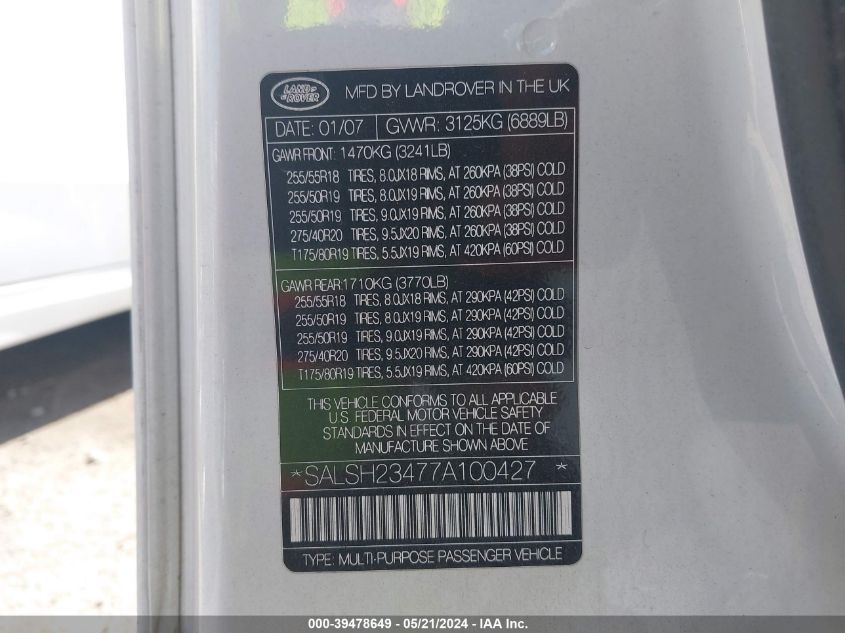 LAND ROVER
MFD BY LANDROVER IN THE UK
DATE: 01/07 GVWR: 3125KG (6889LB)
GAWR FRONT: 1470KG (3241LB)
255/55R18 TIRES, 8.0JX18 RIMS, AT 260KPA (38PSI) COLD
255/50R19 TIRES, 8.0JX19 RIMS, AT 260KPA (38PSI) COLD
255/50R19 TIRES, 9.0JX19 RIMS, AT 260KPA (38PSI) COLD
275/40R20 TIRES, 9.5JX20 RIMS, AT 260KPA (38PSI) COLD
T175/80R19 TIRES, 5.5JX19 RIMS, AT 420KPA (60PSI) COLD
GAWR REAR:1710KG (3770LB)
255/55R18 TIRES, 8.0JX18 RIMS, AT 290KPA (42PSI) COLD
255/50R19 TIRES, 8.0JX19 RIMS, AT 290KPA (42PSI) COLD
255/50R19 TIRES, 9.0JX19 RIMS, AT 290KPA (42PSI) COLD
275/40R20 TIRES, 9.5JX20 RIMS, AT 290KPA (42PSI) COLD
T175/80R19 TIRES, 5.5JX19 RIMS, AT 420KPA (60PSI) COLD
THIS VEHICLE CONFORMS TO ALL APPLICABLE
U.S. FEDERAL MOTOR VEHICLE SAFETY
STANDARDS IN EFFECT ON THE DATE OF
MANUFACTURE SHOWN ABOVE
*SALSH23477A100427 *
TYPE: MULTI-PURPOSE PASSENGER VEHICLE
000-39478649 - 05/21/2024 - IAA Inc.